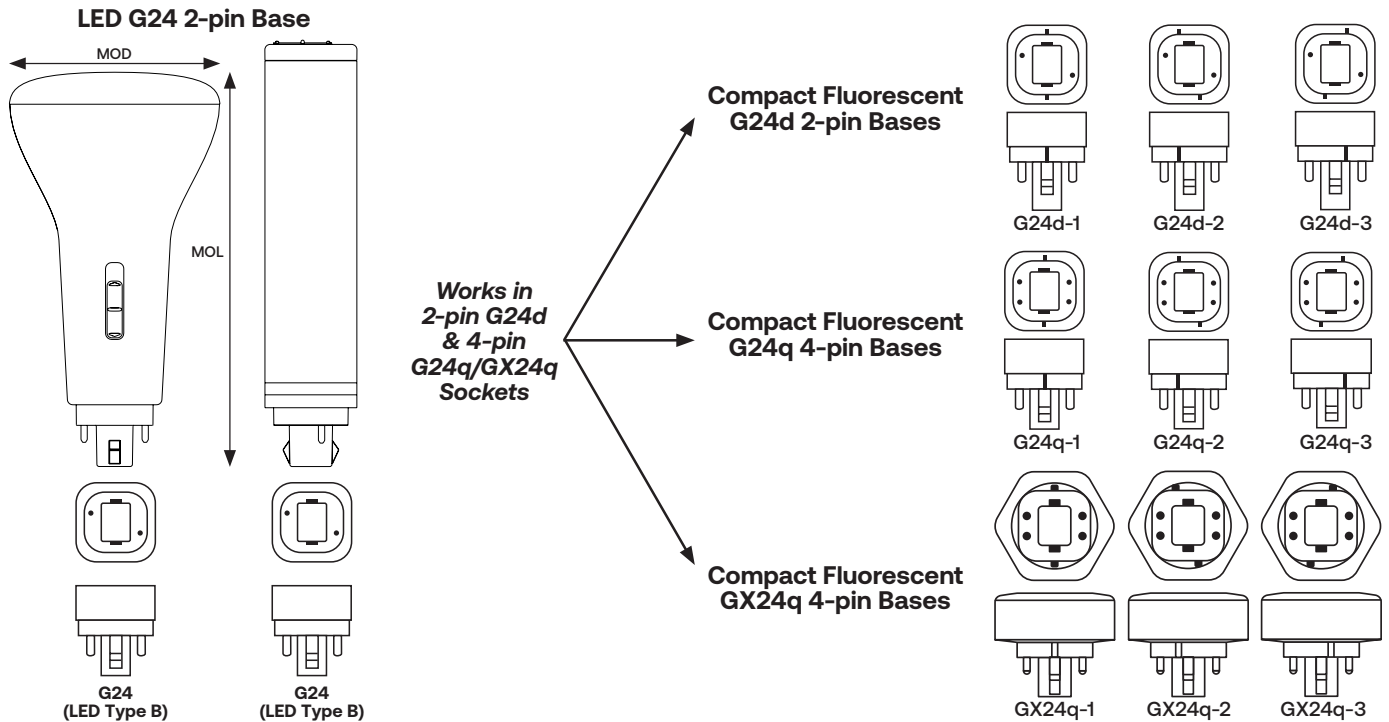 LED G24 2-pin Base
MOD
MOL
G24
(LED Type B)
G24
(LED Type B)
Works in
2-pin G24d
& 4-pin
G24q/GX24q
Sockets
Compact Fluorescent
G24d 2-pin Bases
G24d-1
G24d-2
G24d-3
Compact Fluorescent
G24q 4-pin Bases
G24q-1
G24q-2
G24q-3
Compact Fluorescent
GX24q 4-pin Bases
GX24q-1
GX24q-2
GX24q-3